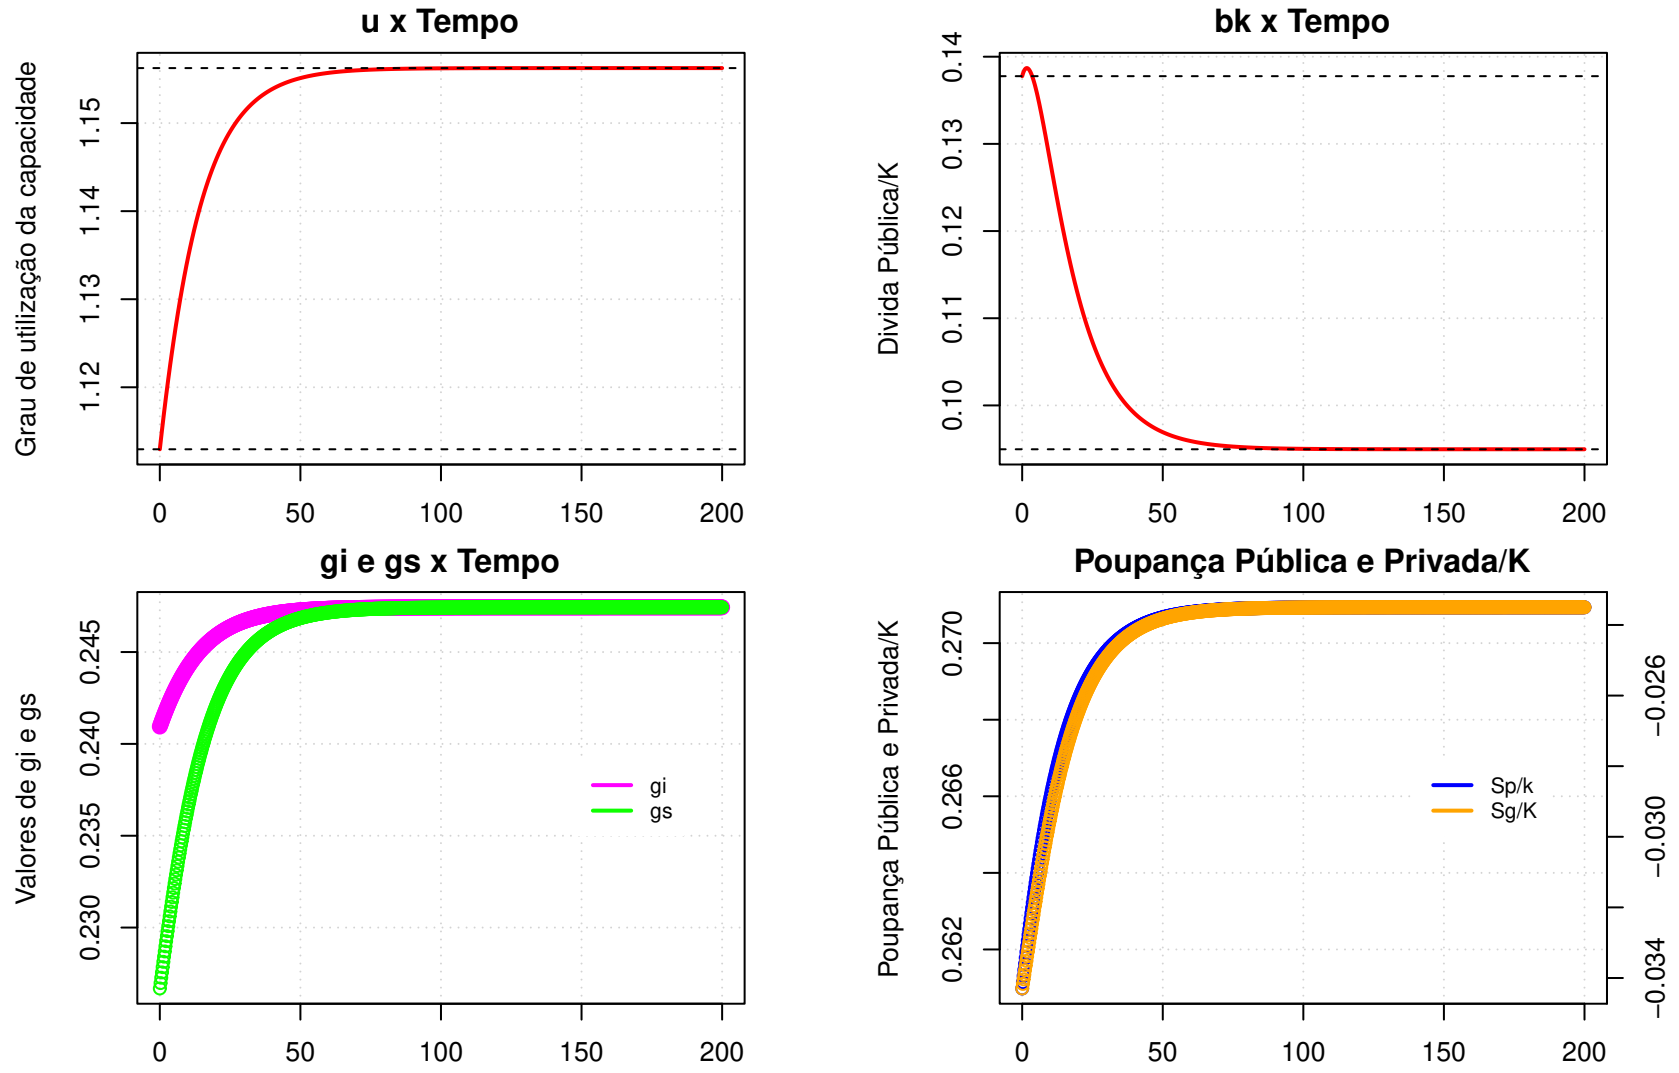 u x Tempo
Grau de utilização da capacidade
1.15
1.14
1.13
1.12
0 50 100 150 200
bk x Tempo
Divida Pública/K
0.14
0.13
0.12
0.11
0.10
0 50 100 150 200
gi e gs x Tempo
Valores de gi e gs
0.245
0.240
0.235
0.230
gi
gs
0 50 100 150 200
Poupança Pública e Privada/K
Poupança Pública e Privada/K
0.270
0.266
0.262
Sp/k
Sg/K
−0.026
−0.030
−0.034
0 50 100 150 200